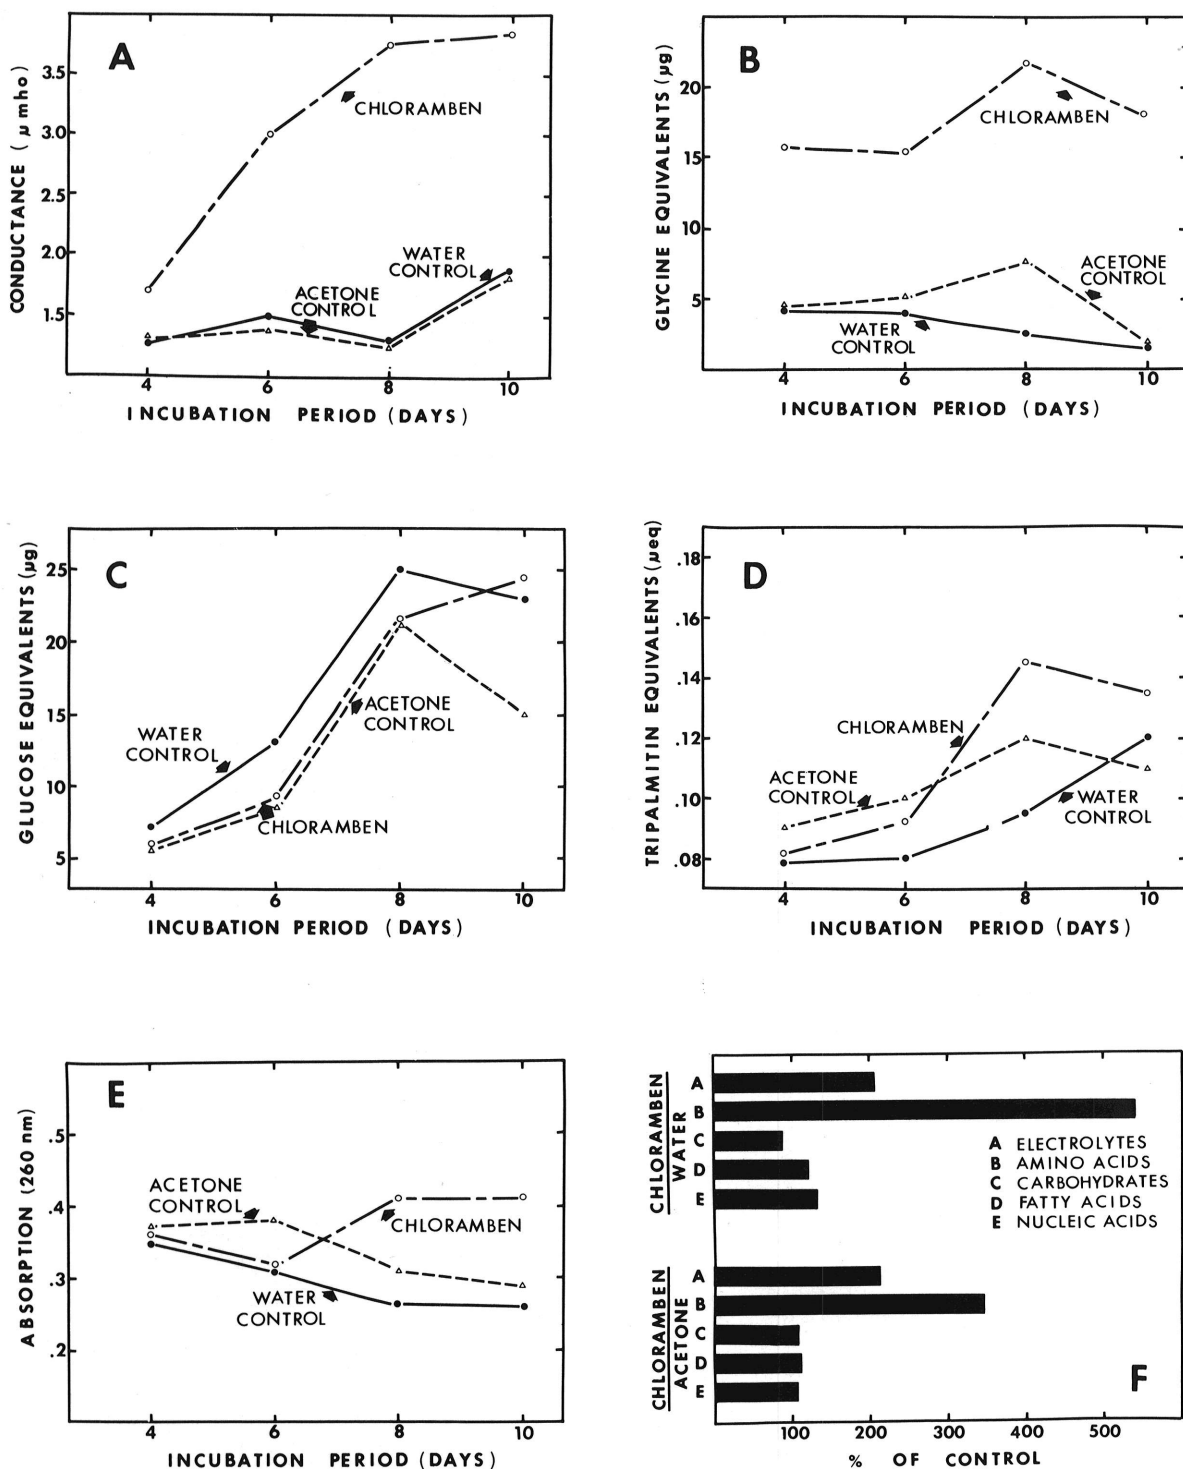 A
CONDUCTANCE ( µ mho )
3.5
3.0
2.5
2.0
1.5
CHLORAMBEN
WATER
CONTROL
ACETONE
CONTROL
4 6 8 10
INCUBATION PERIOD (DAYS)
B
GLYCINE EQUIVALENTS (µg)
20
15
10
5
CHLORAMBEN
ACETONE
CONTROL
WATER
CONTROL
4 6 8 10
INCUBATION PERIOD (DAYS)
C
GLUCOSE EQUIVALENTS (µg)
25
20
15
10
5
WATER
CONTROL
ACETONE
CONTROL
CHLORAMBEN
4 6 8 10
INCUBATION PERIOD (DAYS)
D
TRIPALMITIN EQUIVALENTS (µeq)
.18
.16
.14
.12
.10
.08
CHLORAMBEN
ACETONE
CONTROL
WATER
CONTROL
4 6 8 10
INCUBATION PERIOD (DAYS)
E
ABSORPTION (260 nm)
.5
.4
.3
.2
ACETONE
CONTROL
CHLORAMBEN
WATER
CONTROL
4 6 8 10
INCUBATION PERIOD (DAYS)
CHLORAMBEN
WATER
A
B
C
D
E
A ELECTROLYTES
B AMINO ACIDS
C CARBOHYDRATES
D FATTY ACIDS
E NUCLEIC ACIDS
CHLORAMBEN
ACETONE
A
B
C
D
E
F
100 200 300 400 500
% OF CONTROL